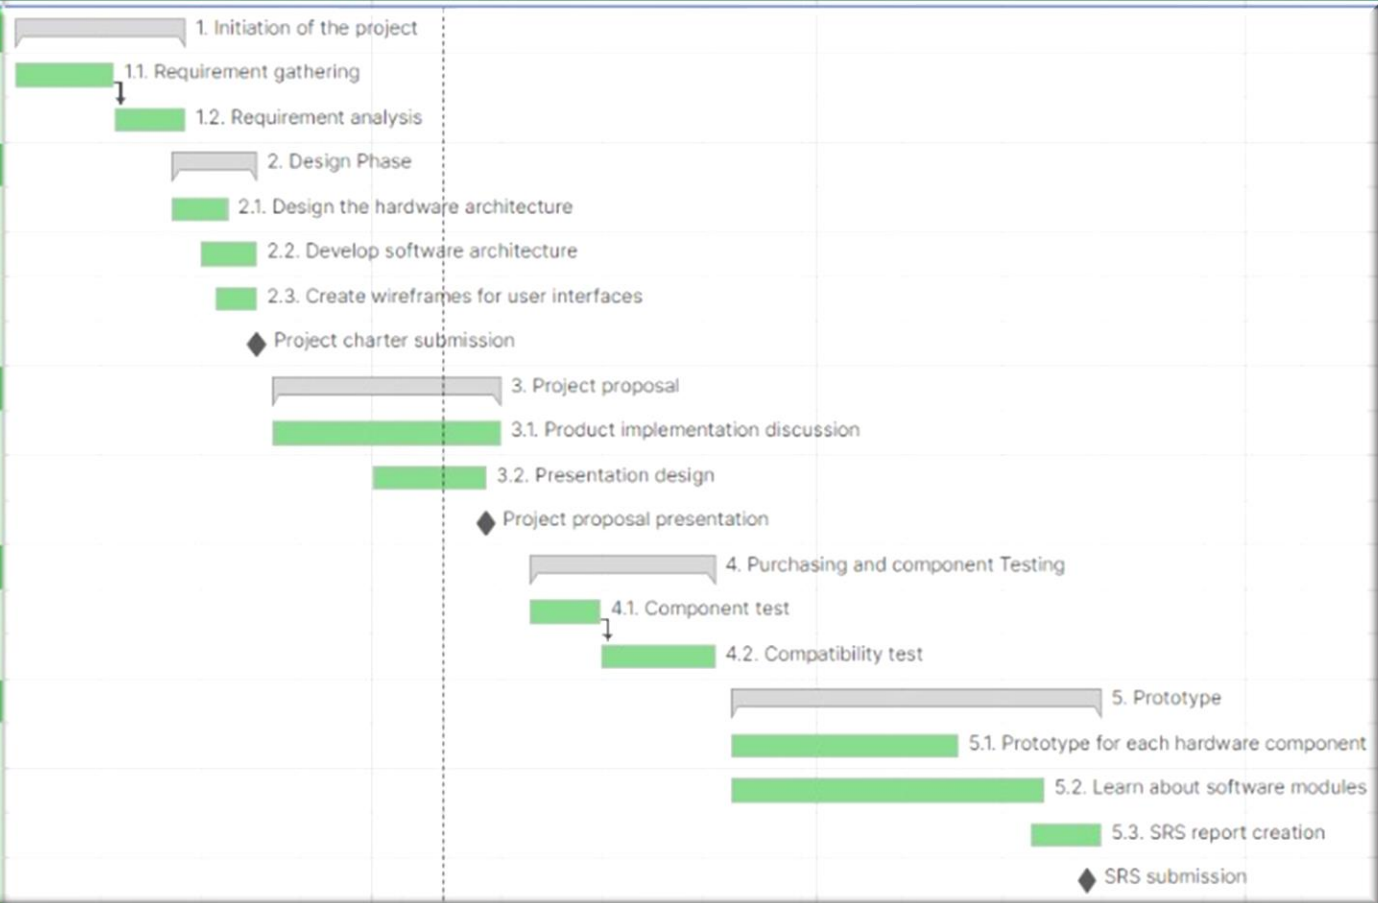 1. Initiation of the project
1.1. Requirement gathering
1.2. Requirement analysis
2. Design Phase
2.1. Design the hardware architecture
2.2. Develop software architecture
2.3. Create wireframes for user interfaces
Project charter submission
3. Project proposal
3.1. Product implementation discussion
3.2. Presentation design
Project proposal presentation
4. Purchasing and component Testing
4.1. Component test
4.2. Compatibility test
5. Prototype
5.1. Prototype for each hardware component
5.2. Learn about software modules
5.3. SRS report creation
SRS submission